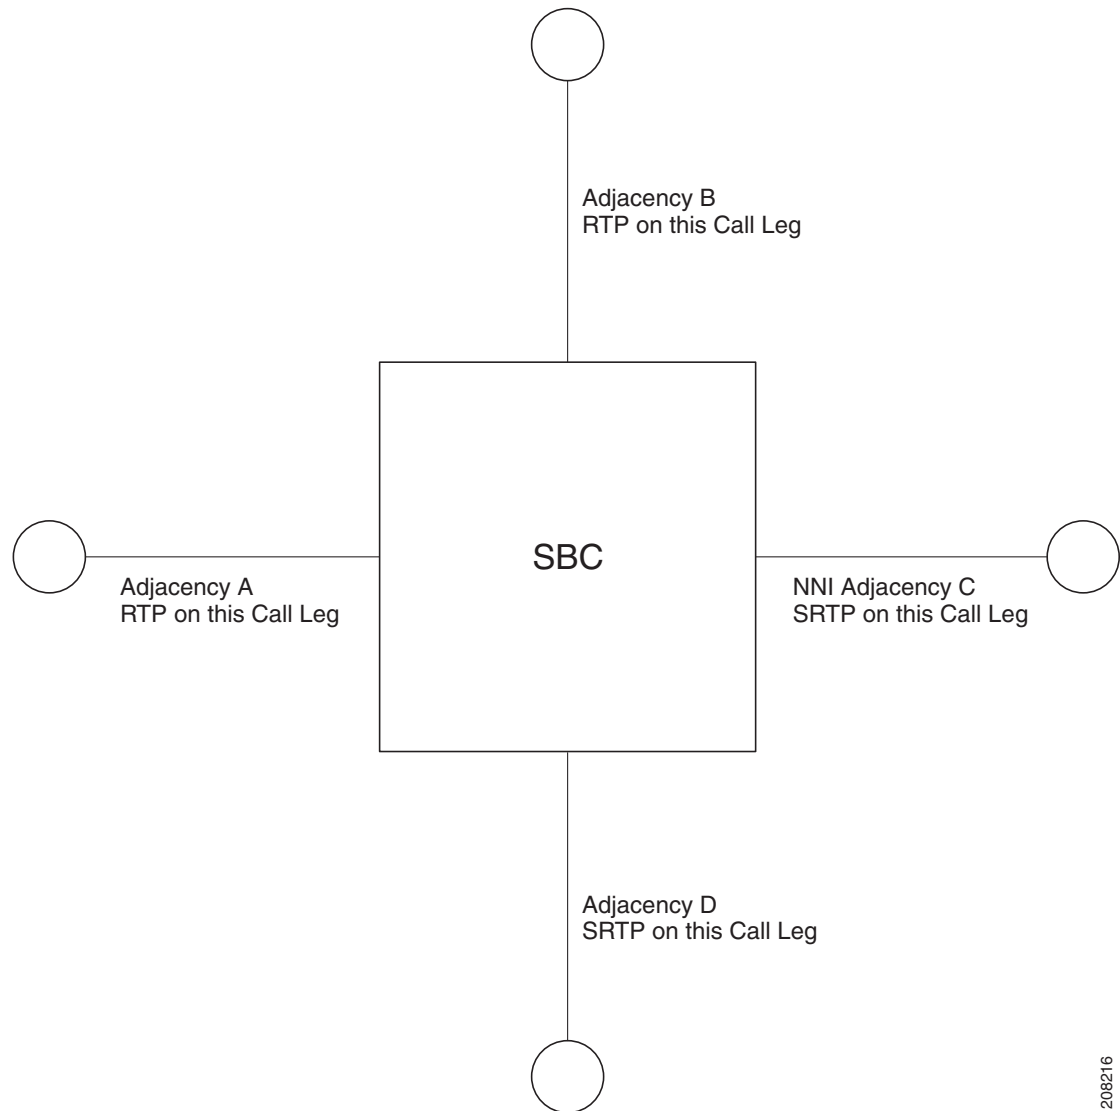 Adjacency B
RTP on this Call Leg
SBC
Adjacency A
RTP on this Call Leg
NNI Adjacency C
SRTP on this Call Leg
Adjacency D
SRTP on this Call Leg
208216